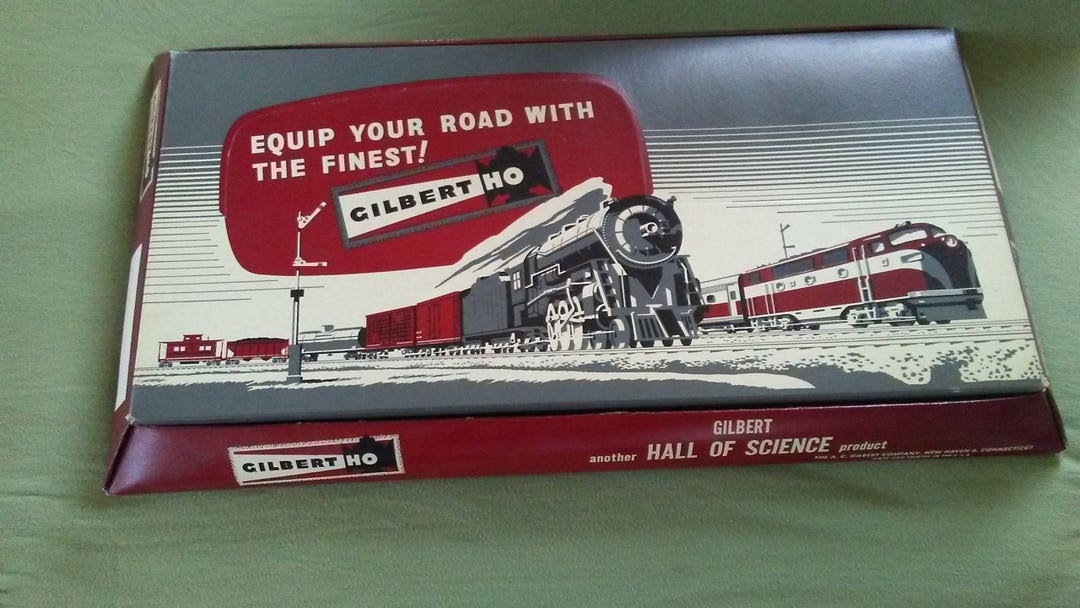 EQUIP YOUR ROAD WITH
THE FINEST!
GILBERT HO
GILBERT HO
GILBERT
another HALL OF SCIENCE product
THE A. C. GILBERT COMPANY, NEW HAVEN 6, CONNECTICUT